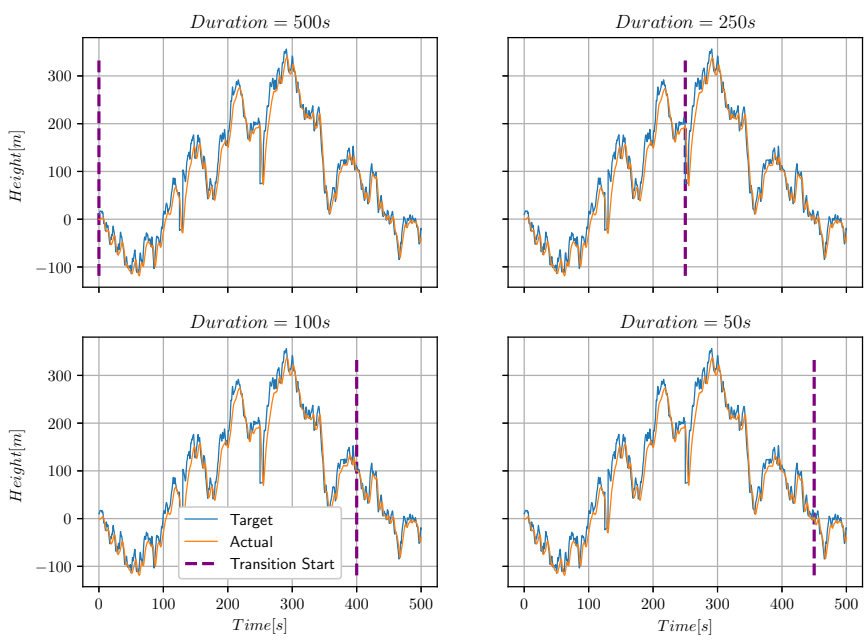 Duration = 500s
Duration = 250s
Height[m]
300
200
100
0
−100
Duration = 100s
Duration = 50s
Height[m]
300
200
100
0
−100
Target
Actual
Transition Start
0 100 200 300 400 500
0 100 200 300 400 500
Time[s]
Time[s]